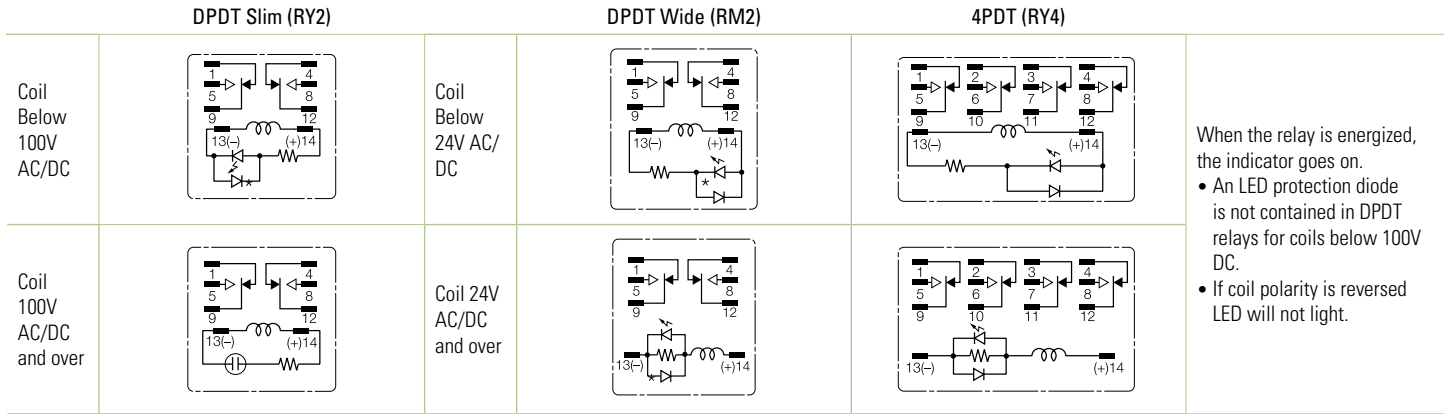 DPDT Slim (RY2)
DPDT Wide (RM2)
4PDT (RY4)
Coil
Below
100V
AC/DC
1 4
5 8
9 12
13(–) (+)14
*
Coil
Below
24V AC/
DC
1 4
5 8
9 12
13(–) (+)14
*
1 2 3 4
5 6 7 8
9 10 11 12
13(–) (+)14
When the relay is energized,
the indicator goes on.
• An LED protection diode
is not contained in DPDT
relays for coils below 100V
DC.
• If coil polarity is reversed
LED will not light.
Coil
100V
AC/DC
and over
1 4
5 8
9 12
13(–) (+)14
Coil 24V
AC/DC
and over
1 4
5 8
9 12
13(–) (+)14
*
1 2 3 4
5 6 7 8
9 10 11 12
13(–) (+)14